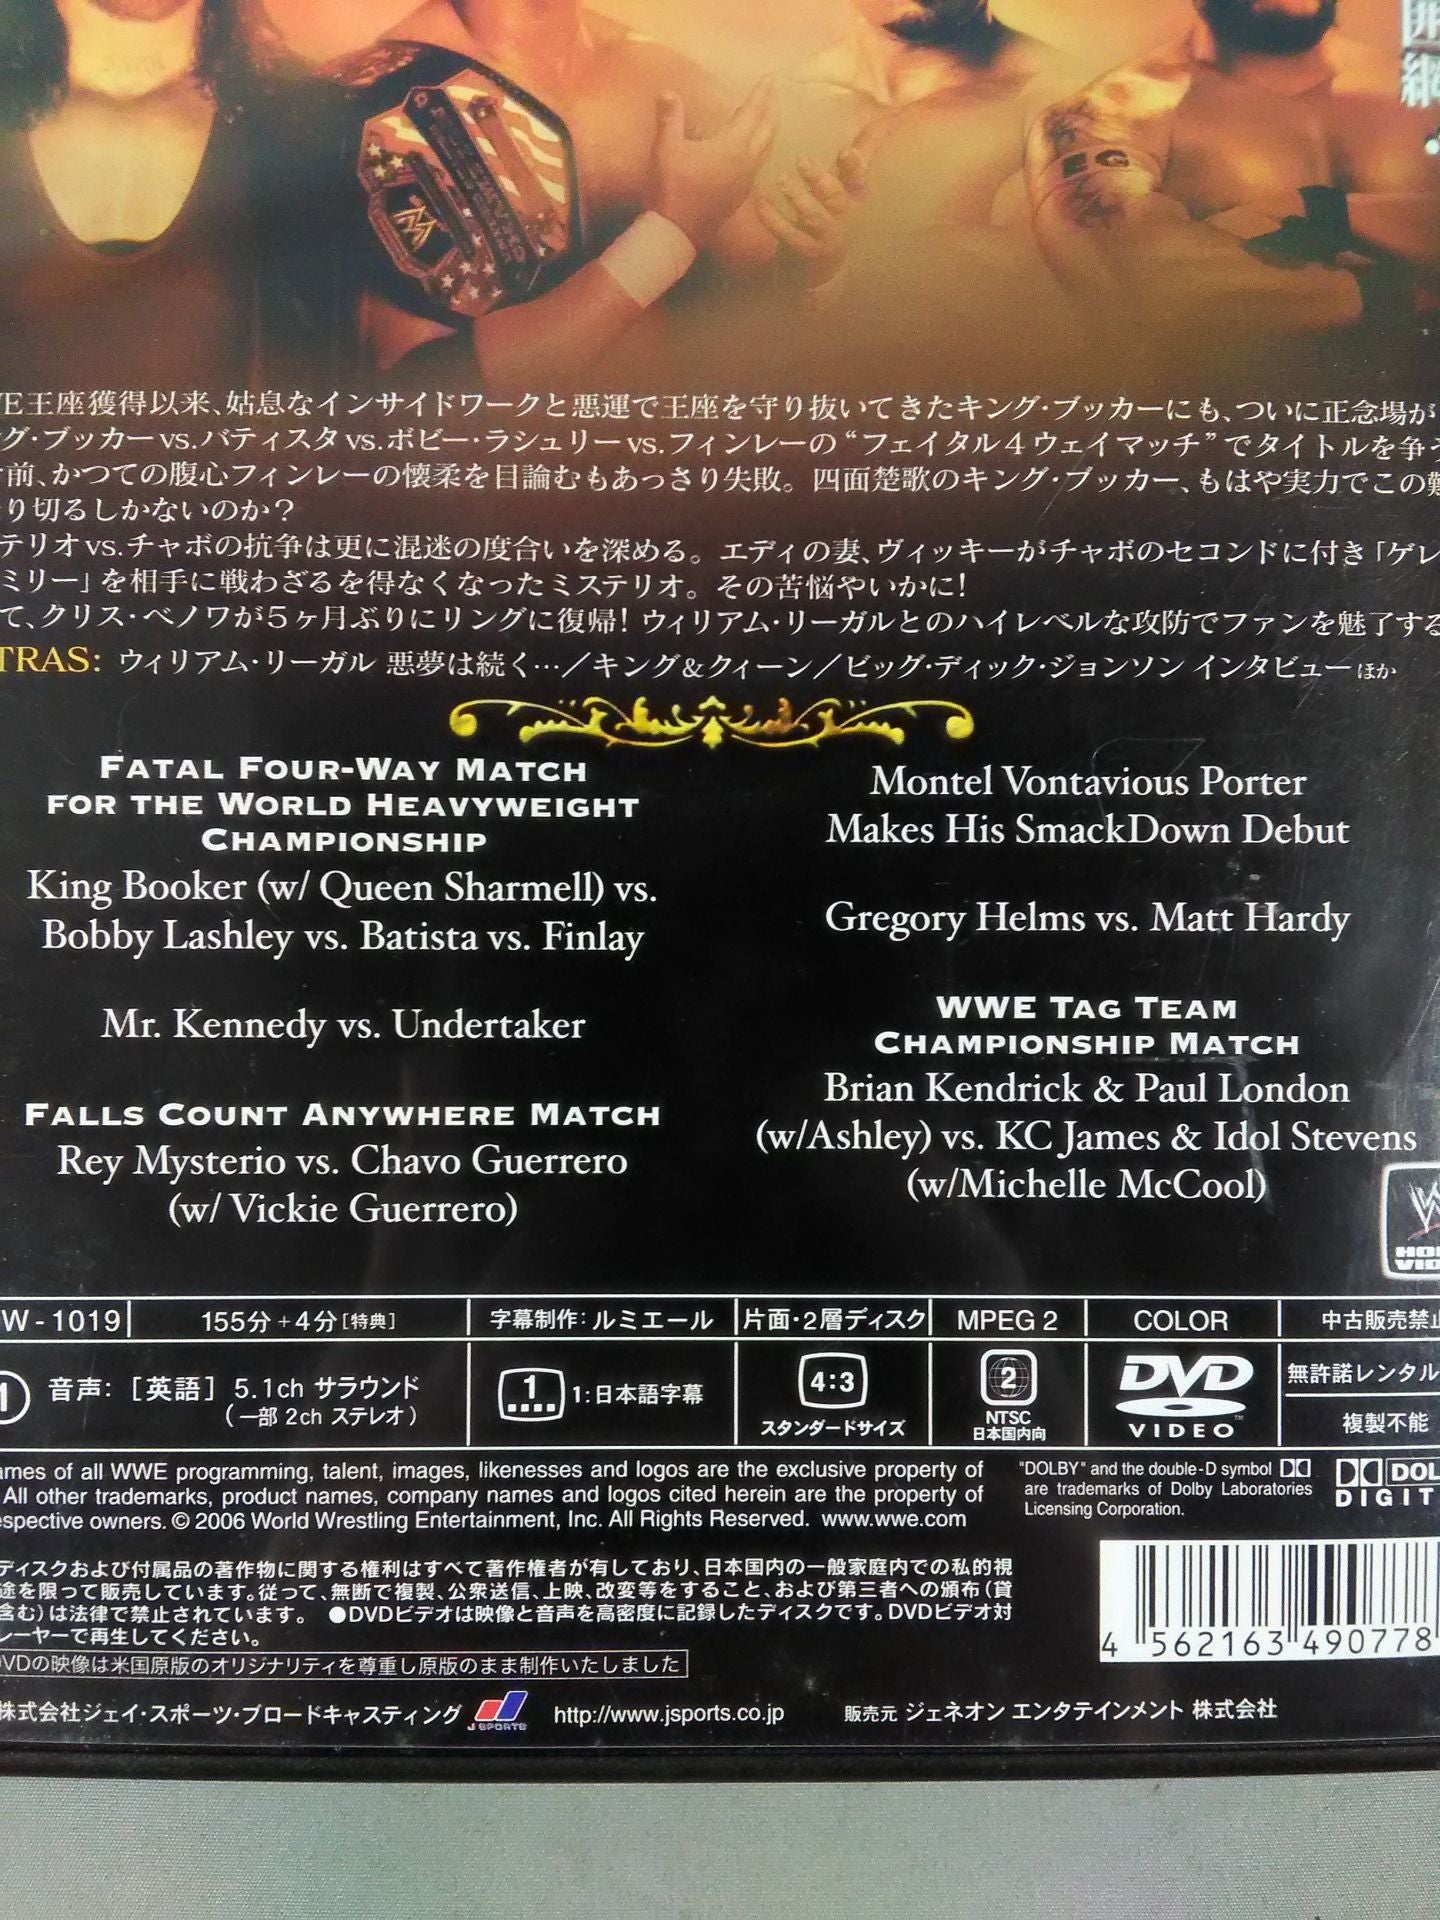 王座獲得以来、姑息なインサイドワークと悪運で王座を守り抜いてきたキング・ブッカーにも、ついに正念場が
グ・ブッカー vs.バティスタ vs.ボビー・ラシュリー vs.フィンレーの“フェイタル4ウェイマッチ”でタイトルを争う
前、かつての腹心フィンレーの懐柔を目論むもあっさり失敗。四面楚歌のキング・ブッカー、もはや実力でこの難
り切るしかないのか?
テリオvs.チャボの抗争は更に混迷の度合いを深める。エディの妻、ヴィッキーがチャボのセコンドに付き「ゲレ
ミリー」を相手に戦わざるを得なくなったミステリオ。その苦悩やいかに!
て、クリス・ベノワが5ヶ月ぶりにリングに復帰!ウィリアム・リーガルとのハイレベルな攻防でファンを魅了する
TRAS: ウィリアム・リーガル 悪夢は続く…/キング&クィーン/ビッグ・ディック・ジョンソン インタビュー ほか
FATAL FOUR-WAY MATCH
FOR THE WORLD HEAVYWEIGHT
CHAMPIONSHIP
King Booker (w/ Queen Sharmell) vs.
Bobby Lashley vs. Batista vs. Finlay
Mr. Kennedy vs. Undertaker
FALLS COUNT ANYWHERE MATCH
Rey Mysterio vs. Chavo Guerrero
(w/ Vickie Guerrero)
Montel Vontavious Porter
Makes His SmackDown Debut
Gregory Helms vs. Matt Hardy
WWE TAG TEAM
CHAMPIONSHIP MATCH
Brian Kendrick & Paul London
(w/Ashley) vs. KC James & Idol Stevens
(w/Michelle McCool)
W-1019 155分+4分[特典] 字幕制作:ルミエール 片面・2層ディスク MPEG 2 COLOR 中古販売禁止
1 音声:[英語] 5.1ch サラウンド
(一部 2ch ステレオ)
1 1:日本語字幕
4:3
スタンダードサイズ
2
NTSC
日本国内向
DVD
VIDEO
無許諾レンタル
複製不能
ames of all WWE programming, talent, images, likenesses and logos are the exclusive property of
All other trademarks, product names, company names and logos cited herein are the property of
espective owners. © 2006 World Wrestling Entertainment, Inc. All Rights Reserved. www.wwe.com
"DOLBY" and the double-D symbol
are trademarks of Dolby Laboratories
Licensing Corporation.
DOL
DIGIT
ディスクおよび付属品の著作物に関する権利はすべて著作権者が有しており、日本国内の一般家庭内での私的視
途を限って販売しています。従って、無断で複製、公衆送信、上映、改変等をすること、および第三者への頒布(貸
含む)は法律で禁止されています。 ●DVDビデオは映像と音声を高密度に記録したディスクです。DVDビデオ対
レーヤーで再生してください。
VDの映像は米国原版のオリジナリティを尊重し原版のまま制作いたしました
4 562163 490778
株式会社ジェイ・スポーツ・ブロードキャスティング J SPORTS http://www.jsports.co.jp 販売元 ジェネオン エンタテインメント 株式会社